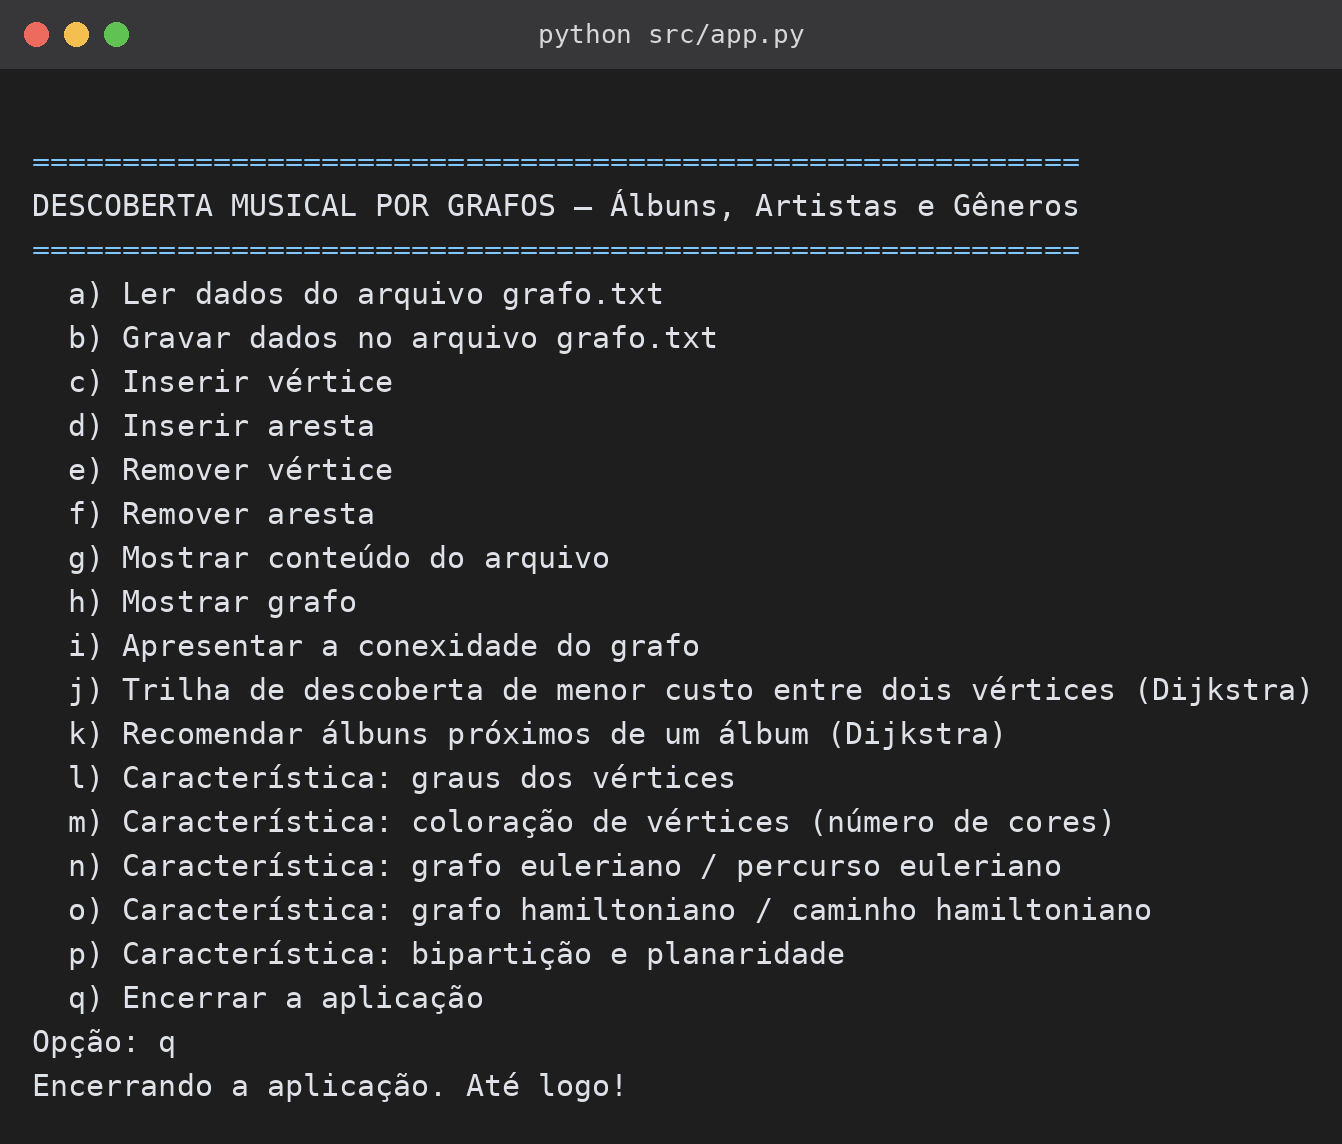 python src/app.py
==========================================================
DESCOBERTA MUSICAL POR GRAFOS — Álbuns, Artistas e Gêneros
==========================================================
  a) Ler dados do arquivo grafo.txt
  b) Gravar dados no arquivo grafo.txt
  c) Inserir vértice
  d) Inserir aresta
  e) Remover vértice
  f) Remover aresta
  g) Mostrar conteúdo do arquivo
  h) Mostrar grafo
  i) Apresentar a conexidade do grafo
  j) Trilha de descoberta de menor custo entre dois vértices (Dijkstra)
  k) Recomendar álbuns próximos de um álbum (Dijkstra)
  l) Característica: graus dos vértices
  m) Característica: coloração de vértices (número de cores)
  n) Característica: grafo euleriano / percurso euleriano
  o) Característica: grafo hamiltoniano / caminho hamiltoniano
  p) Característica: bipartição e planaridade
  q) Encerrar a aplicação
Opção: q
Encerrando a aplicação. Até logo!